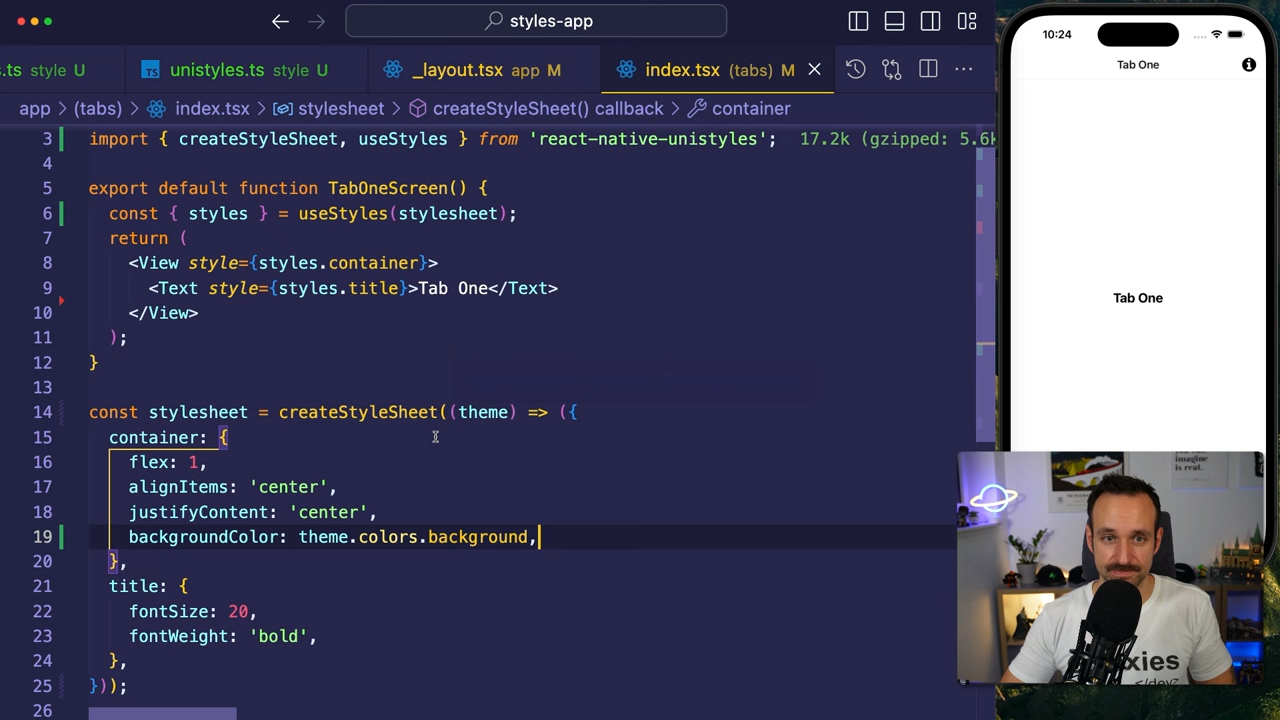 styles-app
s.ts style U
TS unistyles.ts style U
_layout.tsx app M
index.tsx (tabs) M
app > (tabs) > index.tsx > stylesheet > createStyleSheet() callback > container
3 import { createStyleSheet, useStyles } from 'react-native-unistyles'; 17.2k (gzipped: 5.6k
4
5 export default function TabOneScreen() {
6 const { styles } = useStyles(stylesheet);
7 return (
8 <View style={styles.container}>
9 <Text style={styles.title}>Tab One</Text>
10 </View>
11 );
12 }
13
14 const stylesheet = createStyleSheet((theme) => ({
15 container: {
16 flex: 1,
17 alignItems: 'center',
18 justifyContent: 'center',
19 backgroundColor: theme.colors.background,
20 },
21 title: {
22 fontSize: 20,
23 fontWeight: 'bold',
24 },
25 }));
26
10:24
Tab One
Tab One
imagine
is real.
</dev>